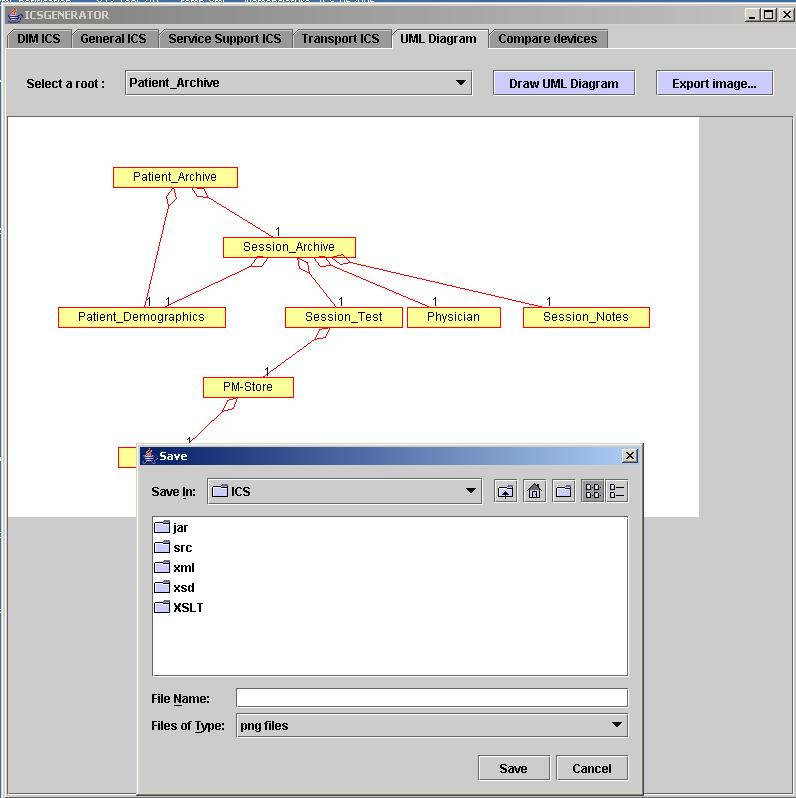 ICSGENERATOR
DIM ICS General ICS Service Support ICS Transport ICS UML Diagram Compare devices
Select a root : Patient_Archive Draw UML Diagram Export image...
Patient_Archive
1
Session_Archive
1 1 1 1 1
Patient_Demographics Session_Test Physician Session_Notes
1
PM-Store
1
Save
Save In: ICS
jar
src
xml
xsd
XSLT
File Name:
Files of Type: png files
Save Cancel